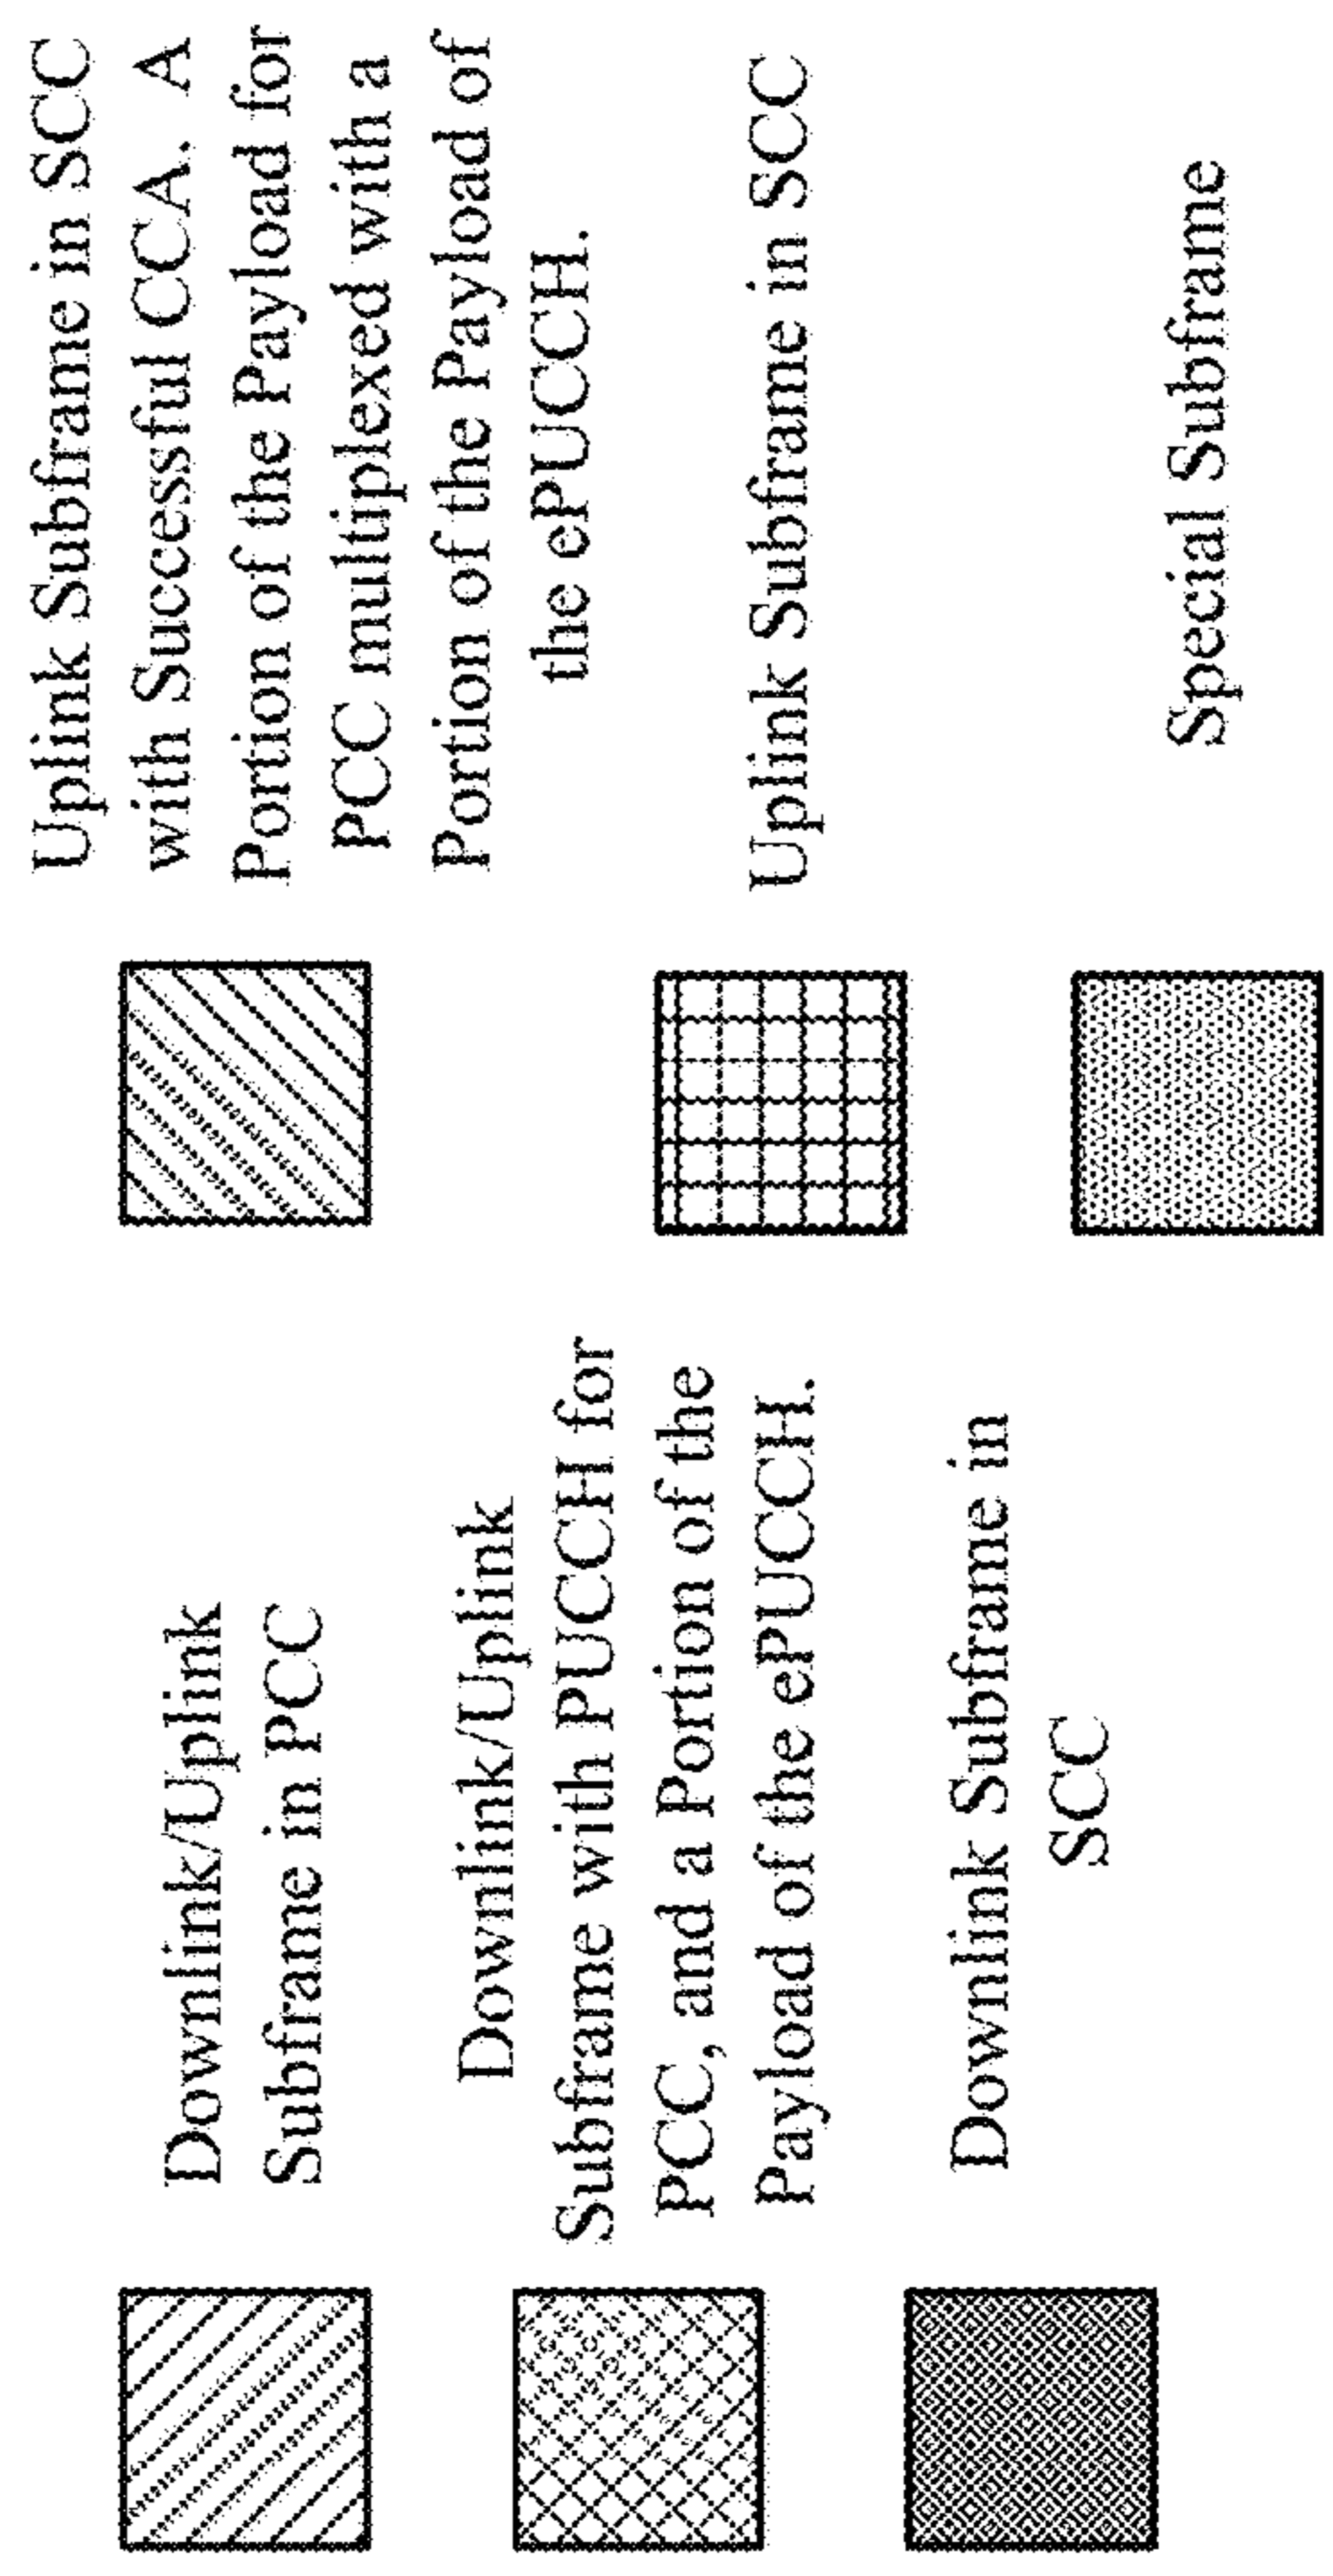 Downlink/Uplink
Subframe in PCC
Downlink/Uplink
Subframe with PUCCH for
PCC, and a Portion of the
Payload of the ePUCCH.
Downlink Subframe in
SCC
Uplink Subframe in SCC
with Successful CCA. A
Portion of the Payload for
PCC multiplexed with a
Portion of the Payload of
the ePUCCH.
Uplink Subframe in SCC
Special Subframe